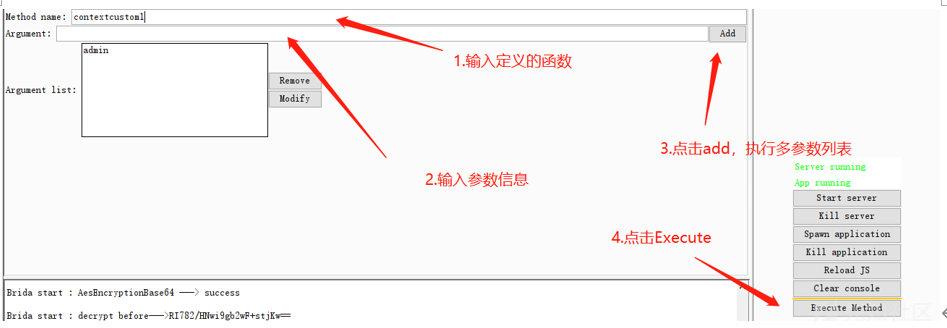 Method name: contextcustom1
Argument:
Add
admin
1.输入定义的函数
Argument list:
Remove
Modify
2.输入参数信息
3.点击add，执行多参数列表
Server running
App running
Start server
Kill server
Spawn application
4.点击Execute
Kill application
Reload JS
Clear console
Execute Method
Brida start : AesEncryptionBase64 ---> success
Brida start : decrypt before--->RI782/HNwi9gb2wF+stjKw==